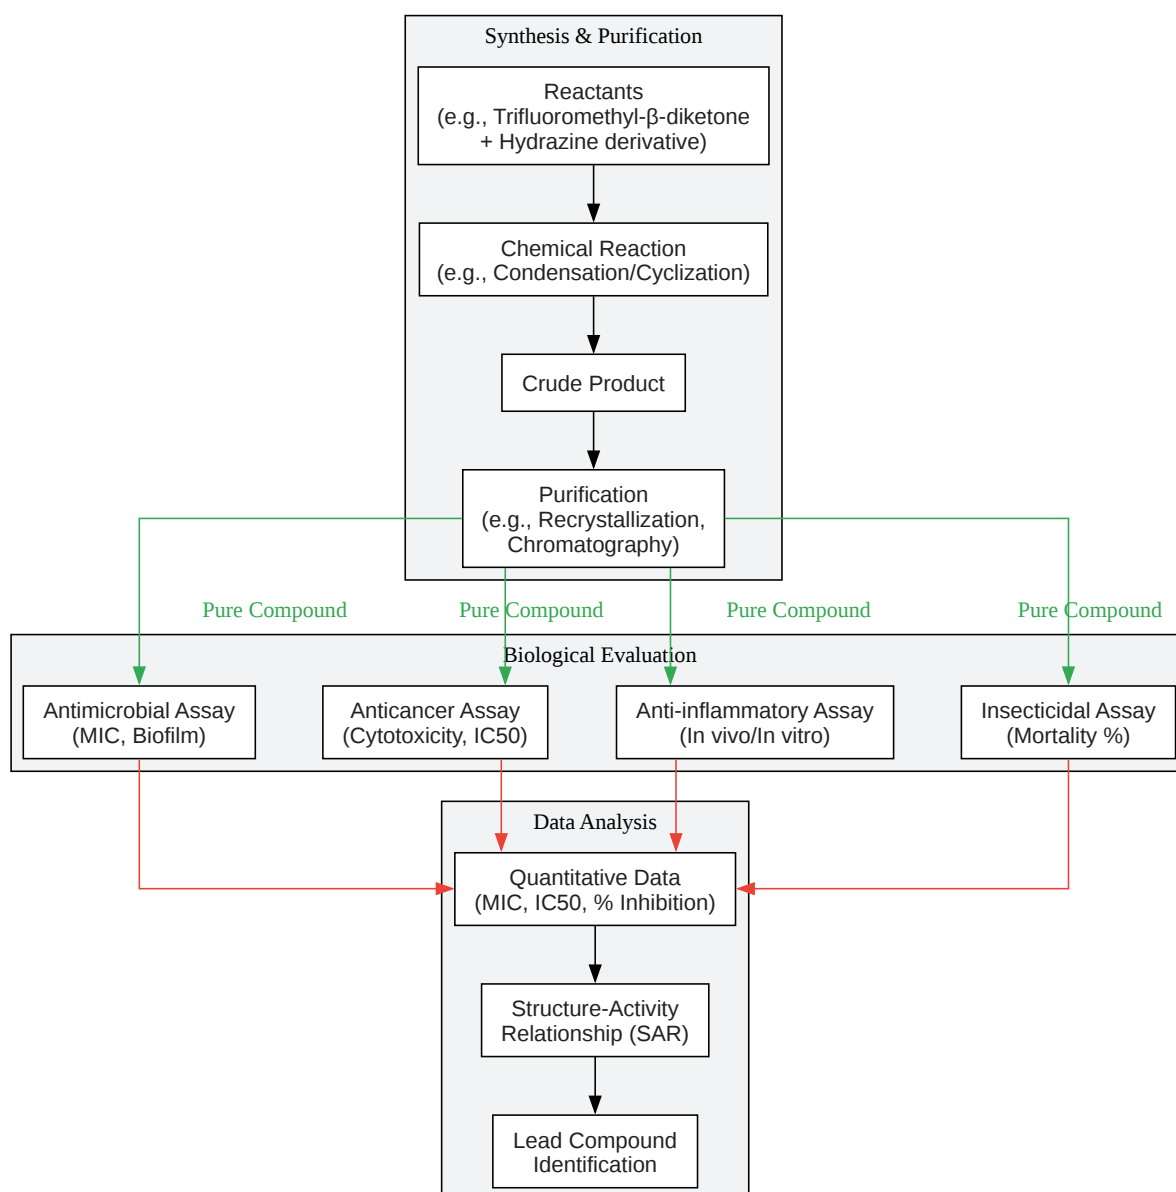 Synthesis & Purification
Reactants
(e.g., Trifluoromethyl-β-diketone
+ Hydrazine derivative)
Chemical Reaction
(e.g., Condensation/Cyclization)
Crude Product
Purification
(e.g., Recrystallization,
Chromatography)
Pure Compound
Pure Compound
Pure Compound
Pure Compound
Biological Evaluation
Antimicrobial Assay
(MIC, Biofilm)
Anticancer Assay
(Cytotoxicity, IC50)
Anti-inflammatory Assay
(In vivo/In vitro)
Insecticidal Assay
(Mortality %)
Data Analysis
Quantitative Data
(MIC, IC50, % Inhibition)
Structure-Activity
Relationship (SAR)
Lead Compound
Identification